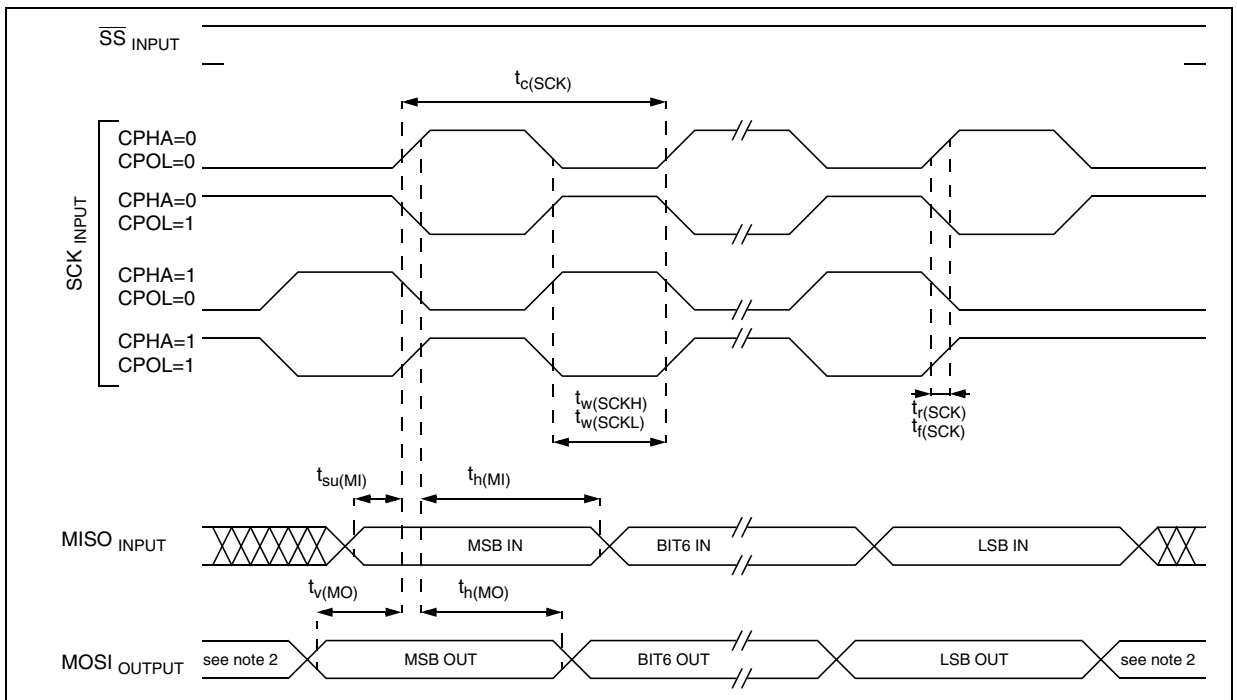 SS INPUT
tc(SCK)
SCK INPUT
CPHA=0
CPOL=0
CPHA=0
CPOL=1
CPHA=1
CPOL=0
CPHA=1
CPOL=1
tw(SCKH)
tw(SCKL)
tr(SCK)
tf(SCK)
tsu(MI)
th(MI)
MISO INPUT
MSB IN
BIT6 IN
LSB IN
tv(MO)
th(MO)
MOSI OUTPUT
see note 2
MSB OUT
BIT6 OUT
LSB OUT
see note 2